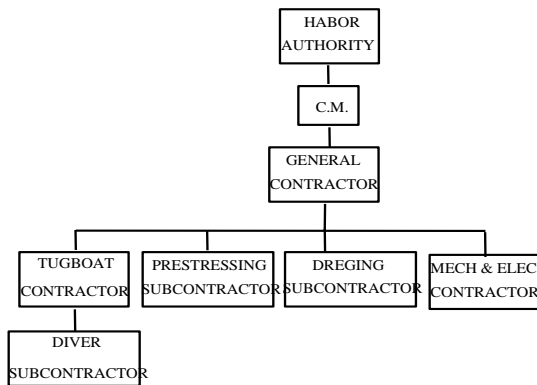 HABOR
AUTHORITY
C.M.
GENERAL
CONTRACTOR
TUGBOAT
CONTRACTOR
PRESTRESSING
SUBCONTRACTOR
DREGING
SUBCONTRACTOR
MECH & ELEC
CONTRACTOR
DIVER
SUBCONTRACTOR